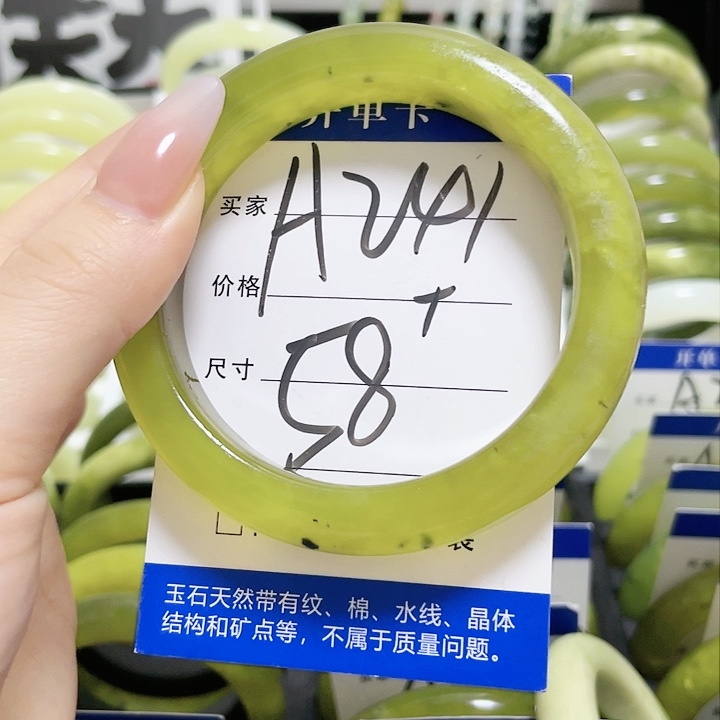 开单卡
买家 A241
价格
尺寸 58+
玉石天然带有纹、棉、水线、晶体
结构和矿点等，不属于质量问题。